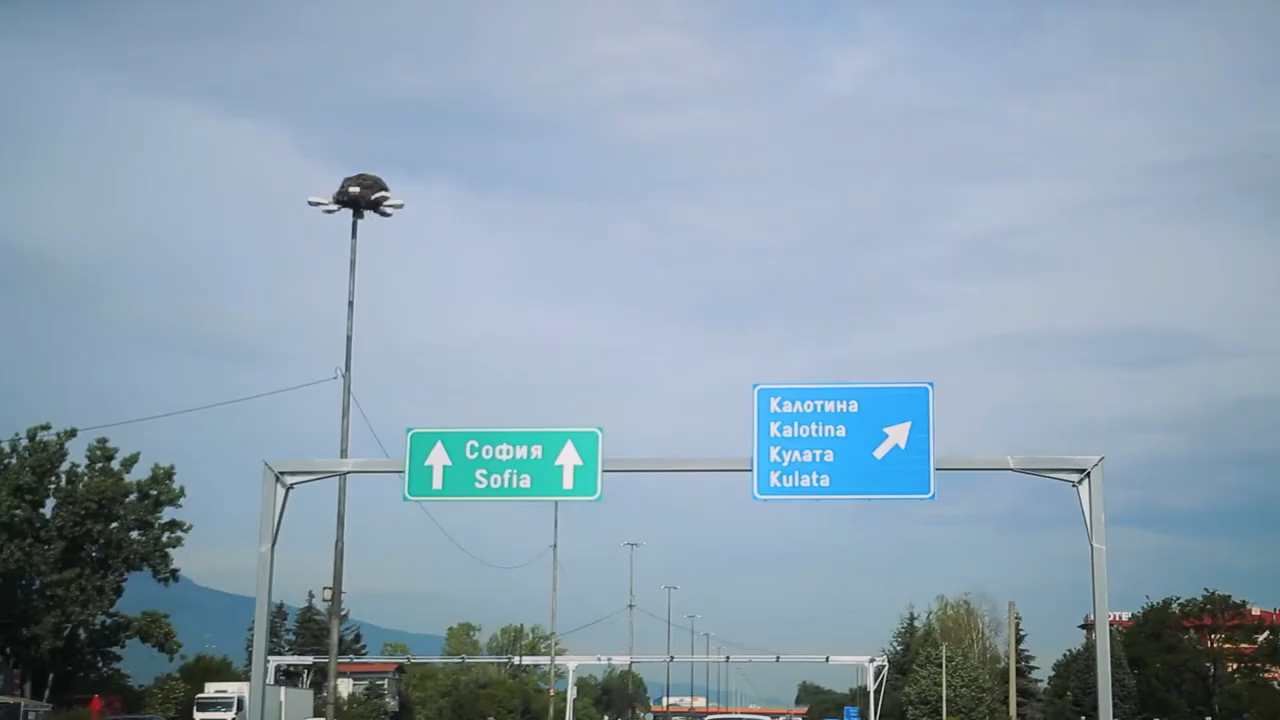 София
Sofia
Калотина
Kalotina
Кулата
Kulata